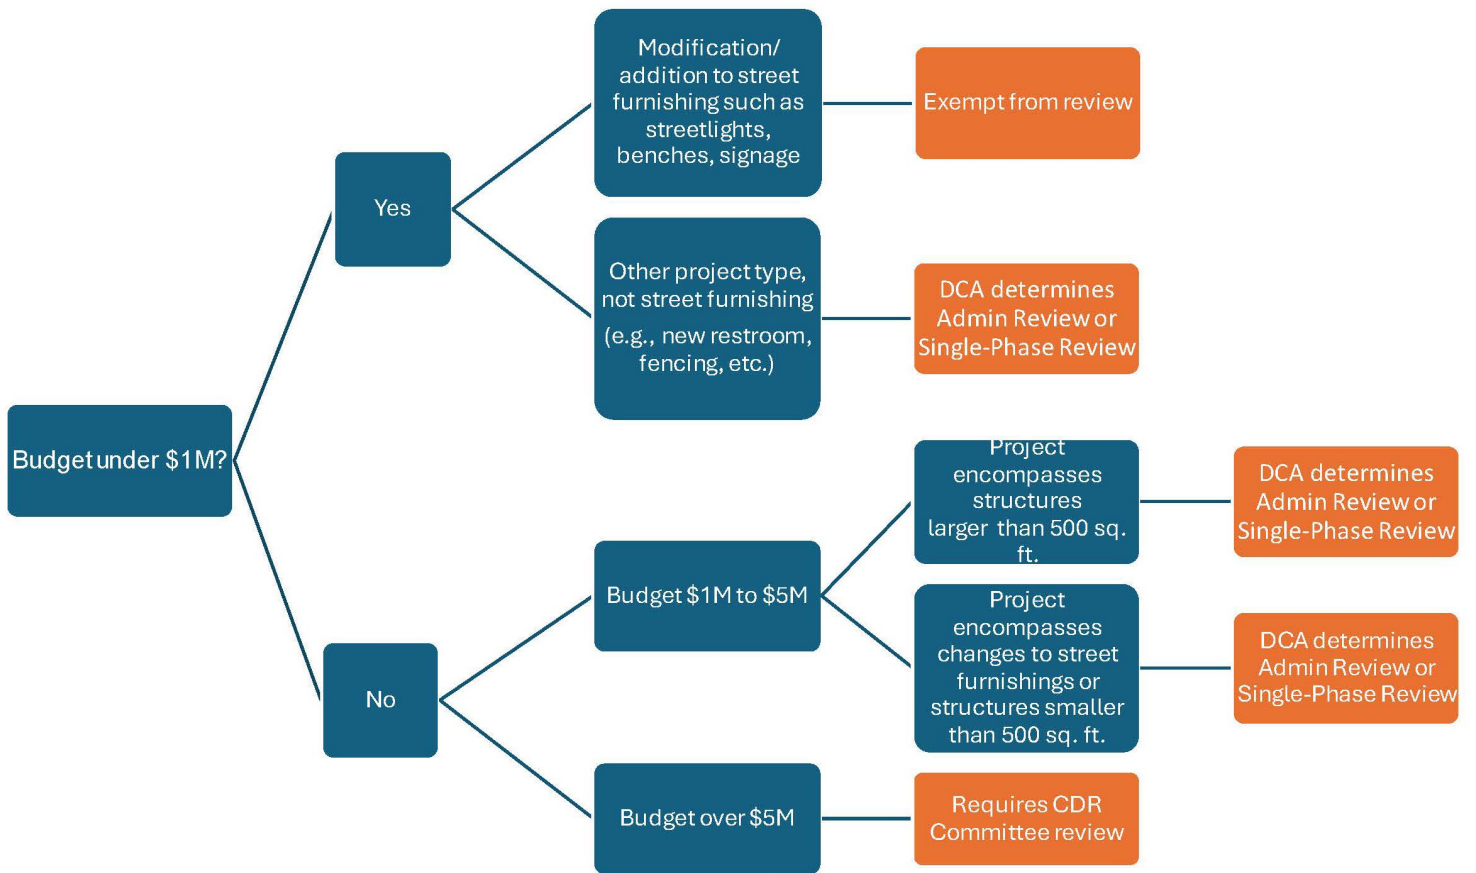 Modification/
addition to street
furnishing such as
streetlights,
benches, signage
Exempt from review
Yes
Other project type,
not street furnishing
(e.g., new restroom,
fencing, etc.)
DCA determines
Admin Review or
Single-Phase Review
Budget under $1M?
Project
encompasses
structures
larger than 500 sq.
ft.
DCA determines
Admin Review or
Single-Phase Review
Budget $1M to $5M
Project
encompasses
changes to street
furnishings or
structures smaller
than 500 sq. ft.
DCA determines
Admin Review or
Single-Phase Review
No
Budget over $5M
Requires CDR
Committee review